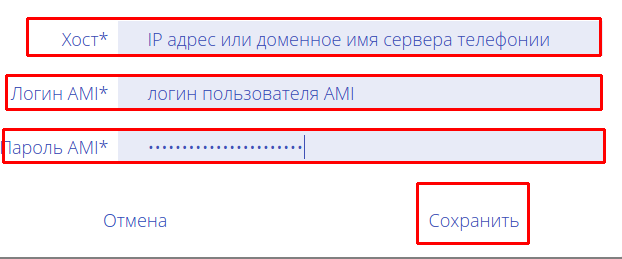 Хост* IP адрес или доменное имя сервера телефонии
Логин AMI* логин пользователя AMI
Пароль AMI* •••••••••••••••••••••••
Отмена Сохранить